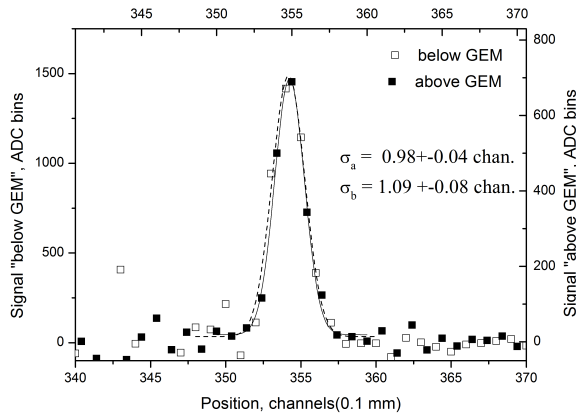 345 350 355 360 365 370
800
600
400
200
0
1500
1000
500
0
□ below GEM
■ above GEM
σa = 0.98+-0.04 chan.
σb = 1.09 +-0.08 chan.
Signal "below GEM", ADC bins
Signal "above GEM", ADC bins
340 345 350 355 360 365 370
Position, channels(0.1 mm)